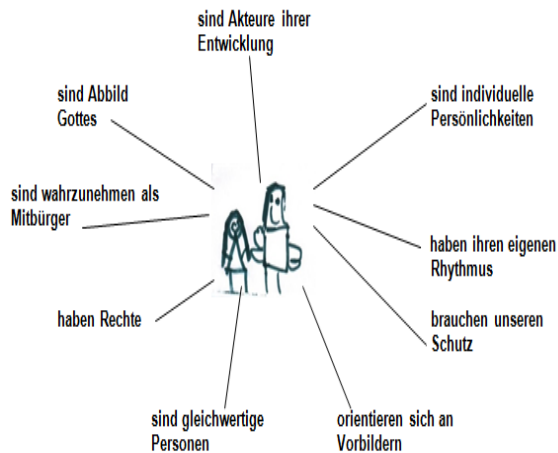 sind Akteure ihrer
Entwicklung
sind Abbild
Gottes
sind individuelle
Persönlichkeiten
sind wahrzunehmen als
Mitbürger
haben ihren eigenen
Rhythmus
haben Rechte
brauchen unseren
Schutz
sind gleichwertige
Personen
orientieren sich an
Vorbildern